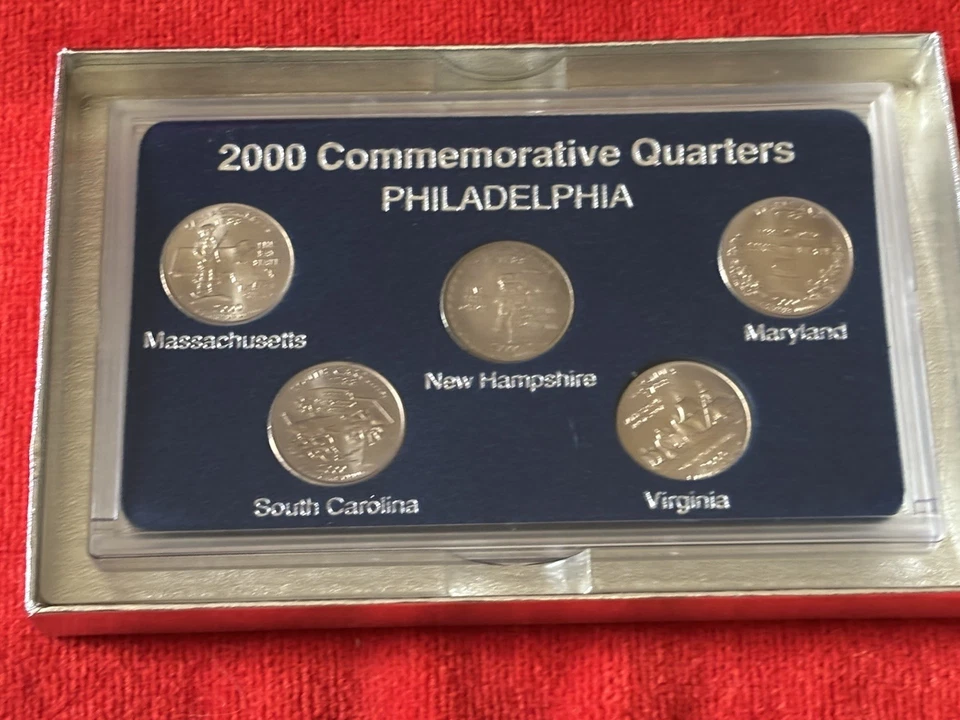 2000 Commemorative Quarters
PHILADELPHIA
Massachusetts
Maryland
New Hampshire
South Carolina
Virginia